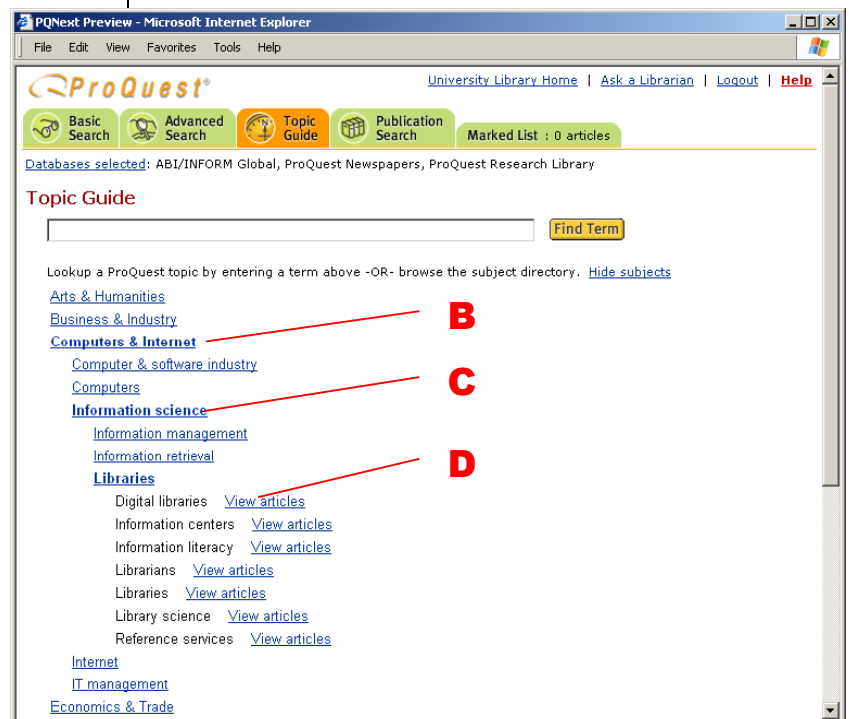 PQNext Preview - Microsoft Internet Explorer
File Edit View Favorites Tools Help
ProQuest® University Library Home | Ask a Librarian | Logout | Help
Basic Search Advanced Search Topic Guide Publication Search Marked List : 0 articles
Databases selected: ABI/INFORM Global, ProQuest Newspapers, ProQuest Research Library
Topic Guide
Find Term
Lookup a ProQuest topic by entering a term above -OR- browse the subject directory. Hide subjects
Arts & Humanities
Business & Industry
B
Computers & Internet
Computer & software industry
Computers
C
Information science
Information management
Information retrieval
D
Libraries
Digital libraries View articles
Information centers View articles
Information literacy View articles
Librarians View articles
Libraries View articles
Library science View articles
Reference services View articles
Internet
IT management
Economics & Trade